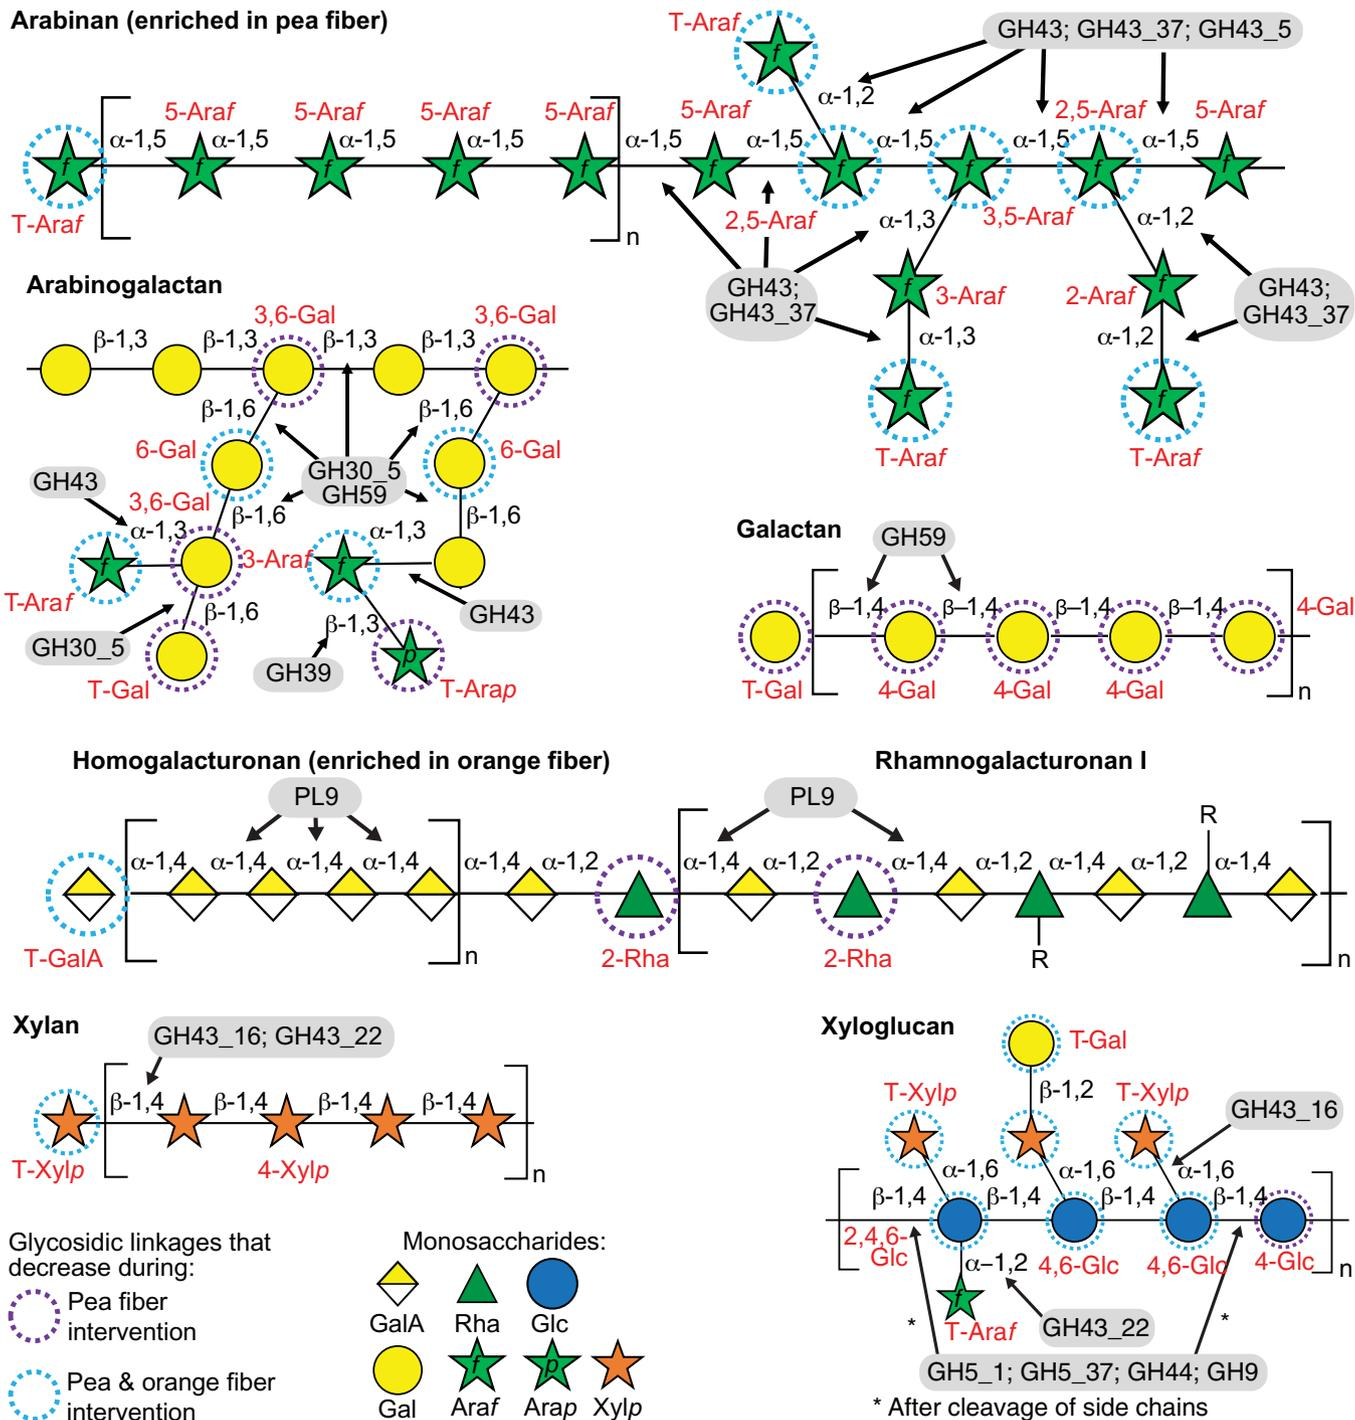 Arabinan (enriched in pea fiber)
T-Araf
GH43; GH43_37; GH43_5
f
α-1,2
5-Araf
5-Araf
5-Araf
5-Araf
5-Araf
2,5-Araf
5-Araf
α-1,5
α-1,5
α-1,5
α-1,5
α-1,5
α-1,5
α-1,5
α-1,5
α-1,5
f
f
f
f
f
f
f
f
f
f
T-Araf
n
2,5-Araf
α-1,3
3,5-Araf
α-1,2
GH43;
GH43_37
f
3-Araf
2-Araf
f
GH43;
GH43_37
α-1,3
α-1,2
f
f
T-Araf
T-Araf
Arabinogalactan
3,6-Gal
3,6-Gal
β-1,3
β-1,3
β-1,3
β-1,3
β-1,6
β-1,6
6-Gal
6-Gal
GH30_5
GH59
GH43
3,6-Gal
β-1,6
β-1,6
α-1,3
α-1,3
f
3-Araf
f
T-Araf
β-1,6
β-1,3
GH43
GH30_5
GH39
p
T-Gal
T-Arap
Galactan
GH59
β–1,4
β–1,4
β–1,4
β–1,4
4-Gal
T-Gal
4-Gal
4-Gal
4-Gal
n
Homogalacturonan (enriched in orange fiber)
Rhamnogalacturonan I
PL9
PL9
R
α-1,4
α-1,4
α-1,4
α-1,4
α-1,4
α-1,2
α-1,4
α-1,2
α-1,4
α-1,2
α-1,4
α-1,2
α-1,4
T-GalA
n
2-Rha
2-Rha
R
n
Xylan
GH43_16; GH43_22
β-1,4
β-1,4
β-1,4
β-1,4
T-Xylp
4-Xylp
n
Xyloglucan
T-Gal
T-Xylp
β-1,2
T-Xylp
GH43_16
α-1,6
α-1,6
α-1,6
β-1,4
β-1,4
β-1,4
β-1,4
2,4,6-
Glc
α–1,2
4,6-Glc
4,6-Glc
4-Glc
n
f
T-Araf
GH43_22
*
*
GH5_1; GH5_37; GH44; GH9
* After cleavage of side chains
Glycosidic linkages that
decrease during:
Pea fiber
intervention
Pea & orange fiber
intervention
Monosaccharides:
GalA
Rha
Glc
f
p
Gal
Araf
Arap
Xylp